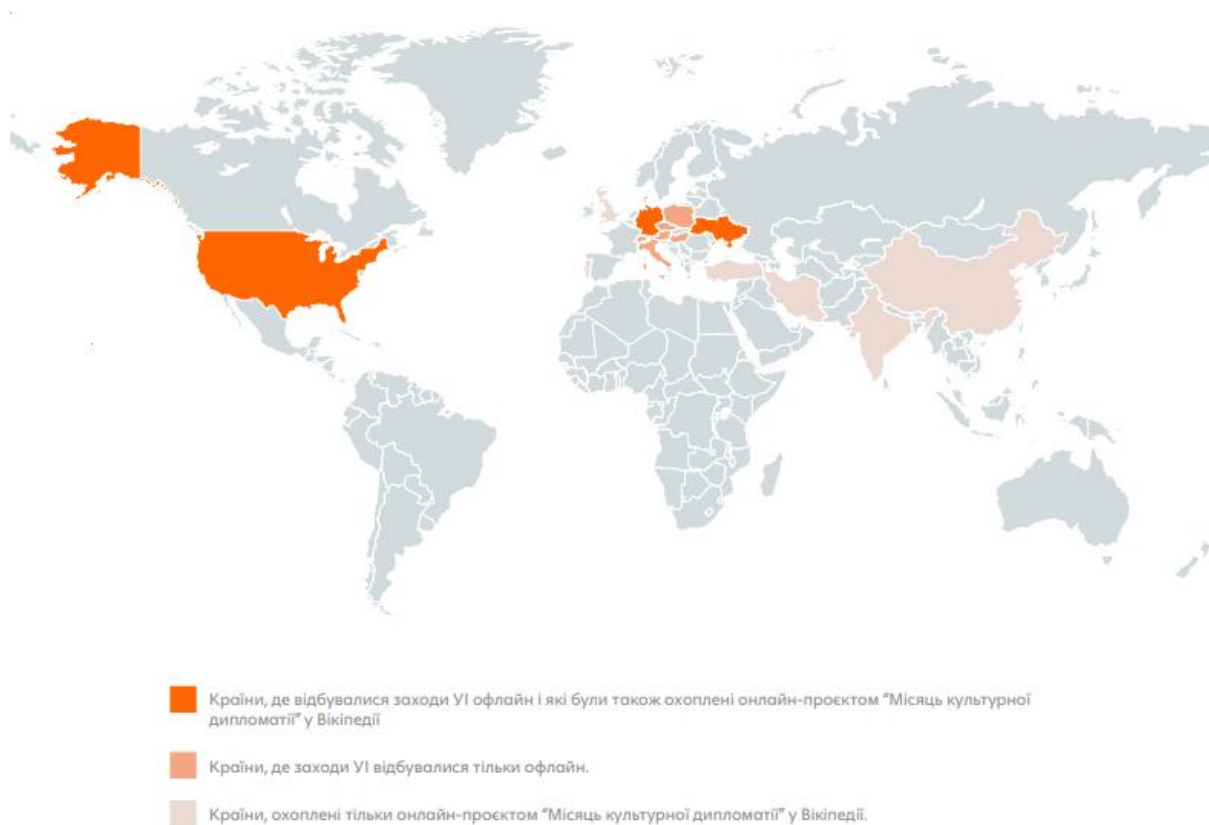 Країни, де відбувалися заходи УІ офлайн і які були також охоплені онлайн-проєктом “Місяць культурної
дипломатії” у Вікіпедії
Країни, де заходи УІ відбувалися тільки офлайн.
Країни, охоплені тільки онлайн-проєктом “Місяць культурної дипломатії” у Вікіпедії.